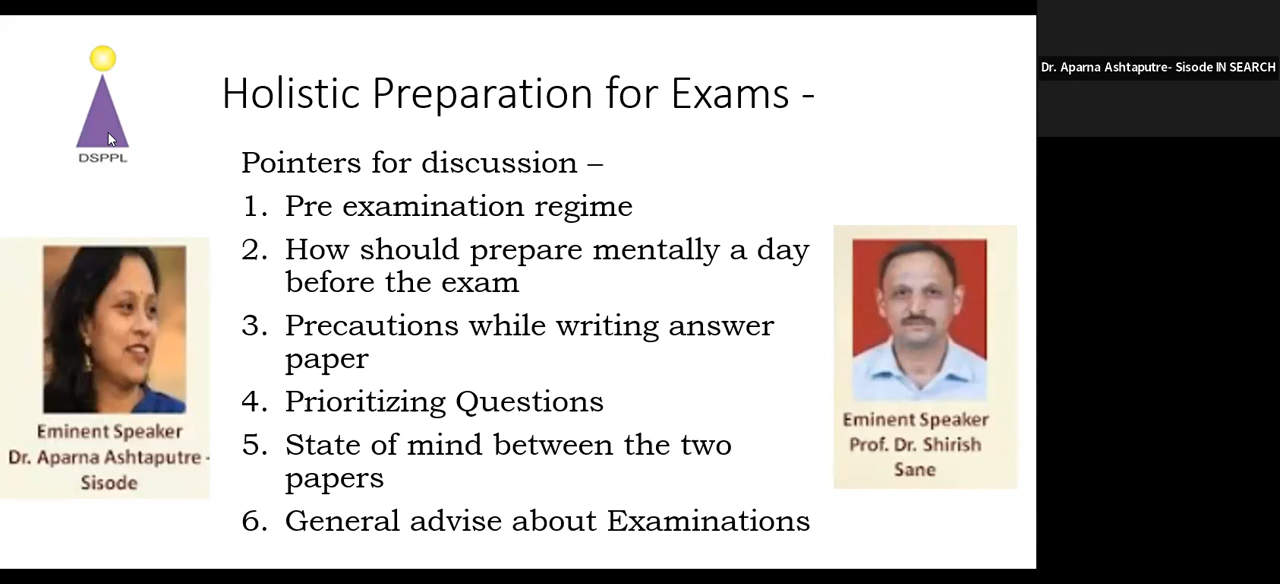 Holistic Preparation for Exams -
DSPPL
Pointers for discussion –
1. Pre examination regime
2. How should prepare mentally a day
before the exam
3. Precautions while writing answer
paper
4. Prioritizing Questions
5. State of mind between the two
papers
6. General advise about Examinations
Eminent Speaker
Dr. Aparna Ashtaputre -
Sisode
Eminent Speaker
Prof. Dr. Shirish
Sane
Dr. Aparna Ashtaputre- Sisode IN SEARCH